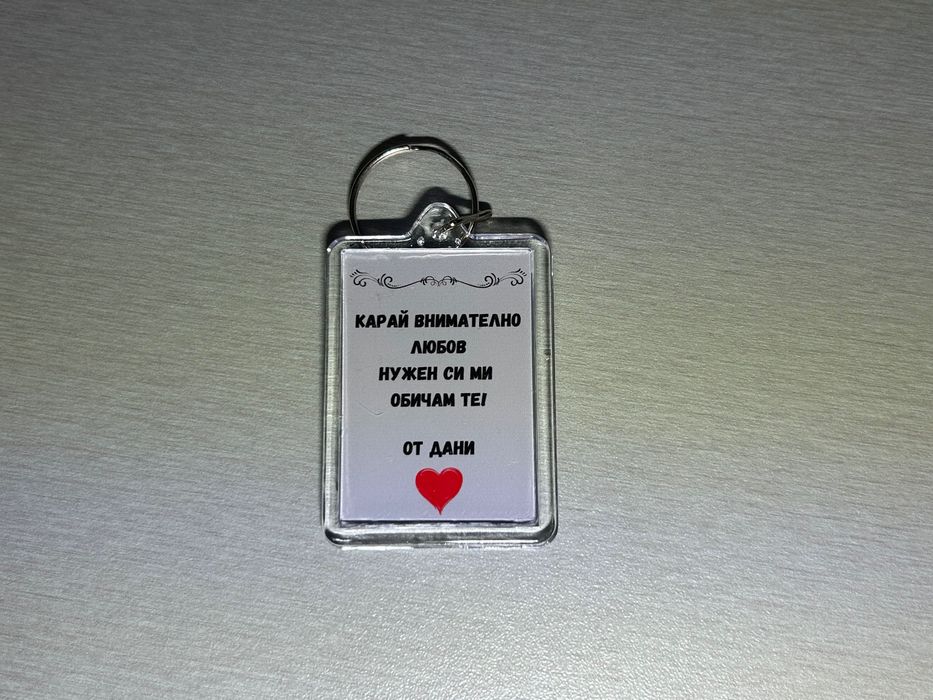 КАРАЙ ВНИМАТЕЛНО
ЛЮБОВ
НУЖЕН СИ МИ
ОБИЧАМ ТЕ!
ОТ ДАНИ